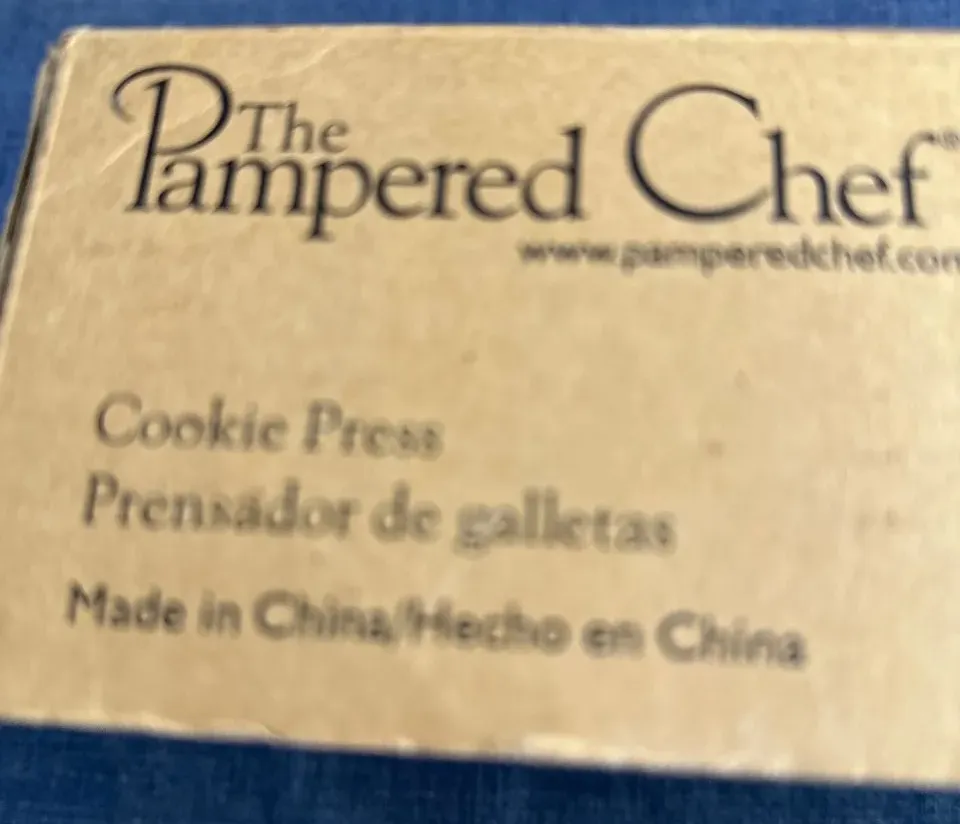 The
Pampered Chef®
www.pamperedchef.com
Cookie Press
Prensador de galletas
Made in China/Hecho en China